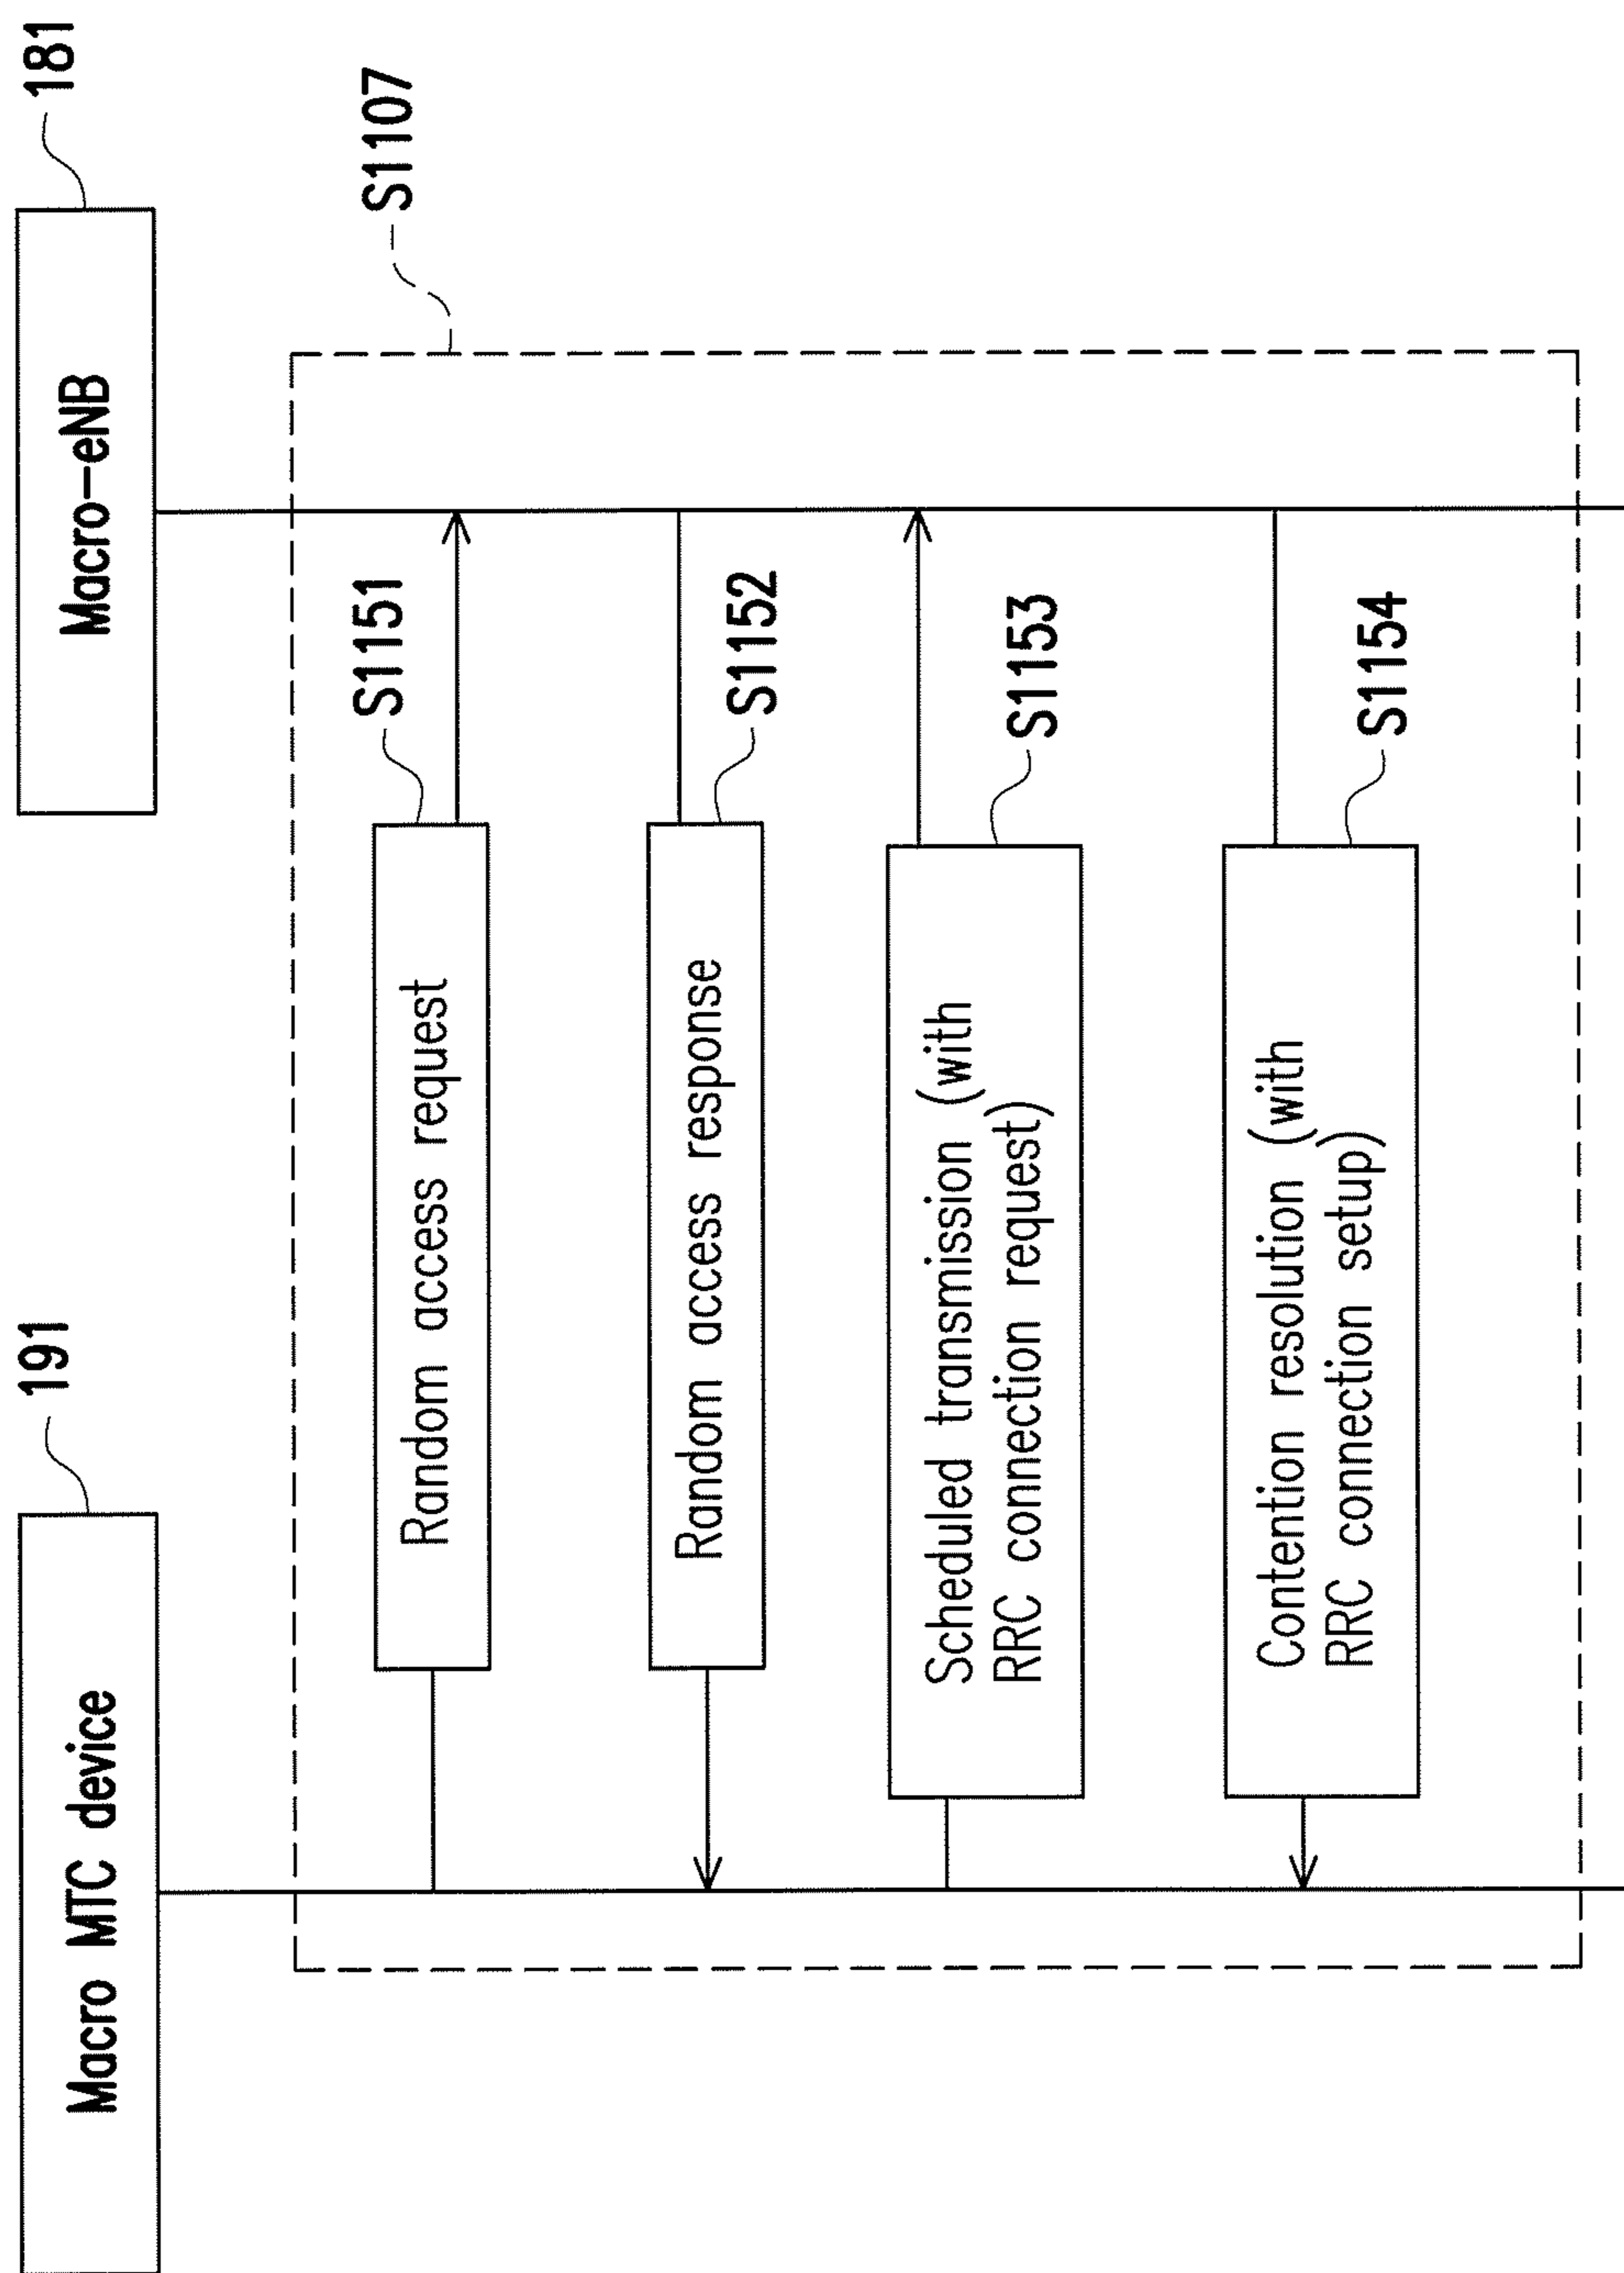 Macro MTC device
191
Macro-eNB
181
S1107
Random access request
S1151
Random access response
S1152
Scheduled transmission (with
RRC connection request)
S1153
Contention resolution (with
RRC connection setup)
S1154